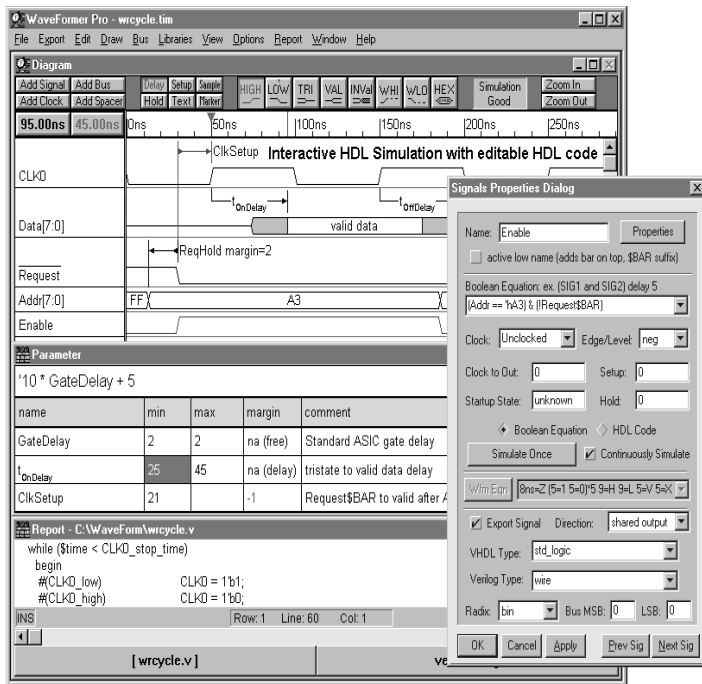 WaveFormer Pro - wrcycle.tim
File Export Edit Draw Bus Libraries View Options Report Window Help
Diagram
Add Signal Add Bus Delay Setup Sample HIGH LOW TRI VAL INVal WHI WLO HEX Simulation Good Zoom In
Add Clock Add Spacer Hold Text Marker Zoom Out
95.00ns 45.00ns 0ns 50ns 100ns 150ns 200ns 250ns
ClkSetup Interactive HDL Simulation with editable HDL code
CLK0
tOnDelay tOffDelay
Data[7:0] valid data
ReqHold margin=2
Request
Addr[7:0] FF A3
Enable
Parameter
'10 * GateDelay + 5
name min max margin comment
GateDelay 2 2 na (free) Standard ASIC gate delay
tOnDelay 25 45 na (delay) tristate to valid data delay
ClkSetup 21 -1 Request$BAR to valid after
Report - C:\WaveForm\wrcycle.v
while ($time < CLK0_stop_time)
begin
#(CLK0_low) CLK0 = 1'b1;
#(CLK0_high) CLK0 = 1'b0;
INS Row: 1 Line: 60 Col: 1
[ wrcycle.v ]
Signals Properties Dialog
Name: Enable Properties
active low name (adds bar on top, $BAR suffix)
Boolean Equation: ex. (SIG1 and SIG2) delay 5
(Addr == 'hA3) & (!Request$BAR)
Clock: Unclocked Edge/Level: neg
Clock to Out: 0 Setup: 0
Startup State: unknown Hold: 0
Boolean Equation HDL Code
Simulate Once Continuously Simulate
Wfm Eqn 8ns=Z (5=1 5=0)*5 9=H 9=L 5=V 5=X
Export Signal Direction: shared output
VHDL Type: std_logic
Verilog Type: wire
Radix: bin Bus MSB: 0 LSB: 0
OK Cancel Apply Prev Sig Next Sig